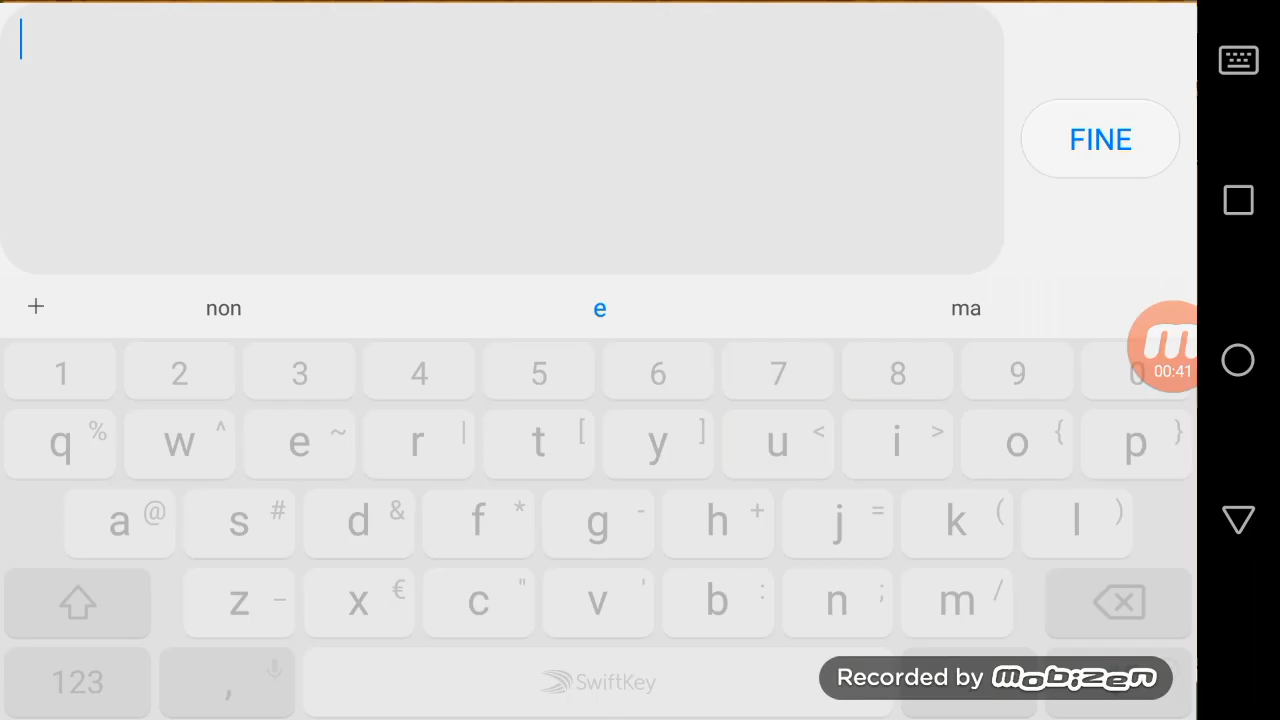 FINE
non e ma
00:41
1 2 3 4 5 6 7 8 9 0
q % w ^ e ~ r | t [ y ] u < i > o { p }
a @ s # d & f * g - h + j = k ( l )
z _ x € c " v ' b : n ; m /
123 , SwiftKey
Recorded by mobizen